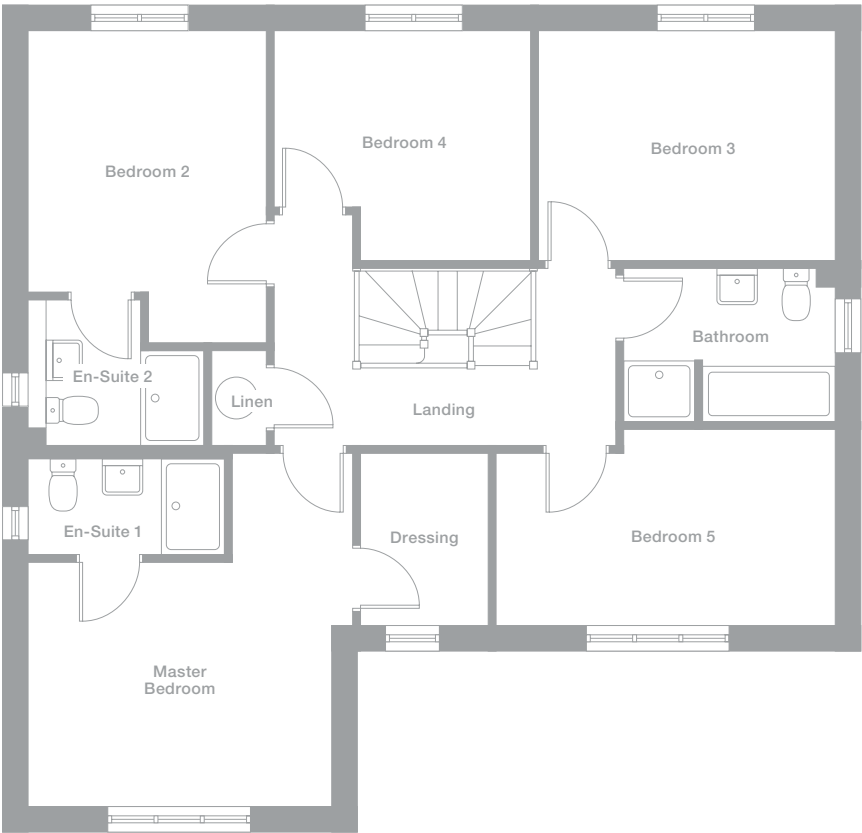 Bedroom 2
Bedroom 4
Bedroom 3
En-Suite 2
Linen
Landing
Bathroom
En-Suite 1
Dressing
Bedroom 5
Master
Bedroom